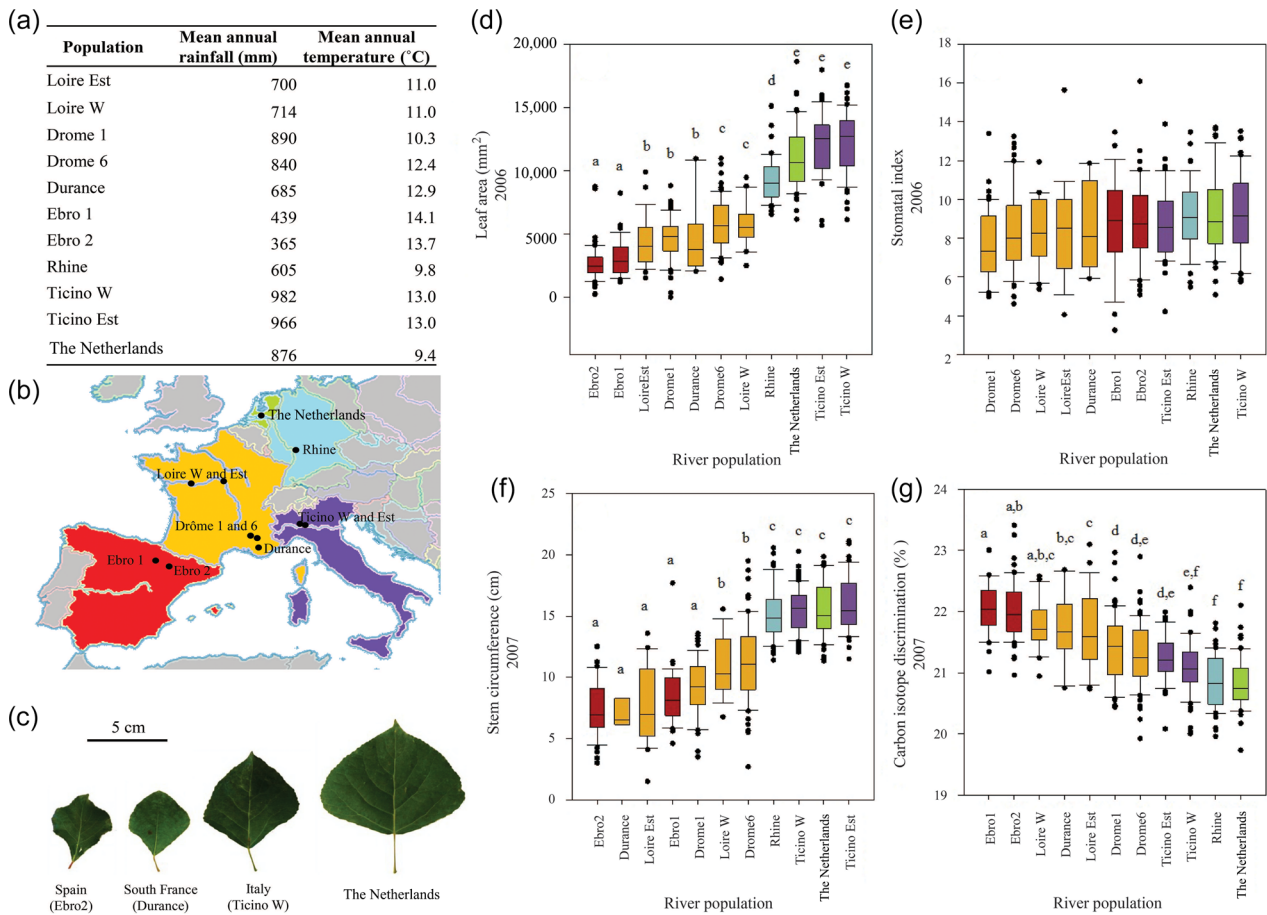 (a)
Population Mean annual rainfall (mm) Mean annual temperature (˚C)
Loire Est 700 11.0
Loire W 714 11.0
Drome 1 890 10.3
Drome 6 840 12.4
Durance 685 12.9
Ebro 1 439 14.1
Ebro 2 365 13.7
Rhine 605 9.8
Ticino W 982 13.0
Ticino Est 966 13.0
The Netherlands 876 9.4
(b)
The Netherlands
Rhine
Loire W and Est
Ticino W and Est
Drôme 1 and 6
Durance
Ebro 1
Ebro 2
(c)
5 cm
Spain
(Ebro2)
South France
(Durance)
Italy
(Ticino W)
The Netherlands
(d)
Leaf area (mm²)
2006
20,000
15,000
10,000
5000
0
a a b b b c c d e e e
Ebro2
Ebro1
LoireEst
Drome1
Durance
Drome6
Loire W
Rhine
The Netherlands
Ticino Est
Ticino W
River population
(e)
Stomatal index
2006
18
16
14
12
10
8
6
4
2
Drome1
Drome6
Loire W
LoireEst
Durance
Ebro1
Ebro2
Ticino Est
Rhine
The Netherlands
Ticino W
River population
(f)
Stem circumference (cm)
2007
25
20
15
10
5
0
a a a a a b b c c c c
Ebro2
Durance
Loire Est
Ebro1
Drome1
Loire W
Drome6
Rhine
Ticino W
The Netherlands
Ticino Est
River population
(g)
Carbon isotope discrimination (% )
2007
24
23
22
21
20
19
a a,b a,b,c b,c c d d,e d,e e,f f f
Ebro1
Ebro2
Loire W
Durance
Loire Est
Drome1
Drome6
Ticino Est
Ticino W
Rhine
The Netherlands
River population